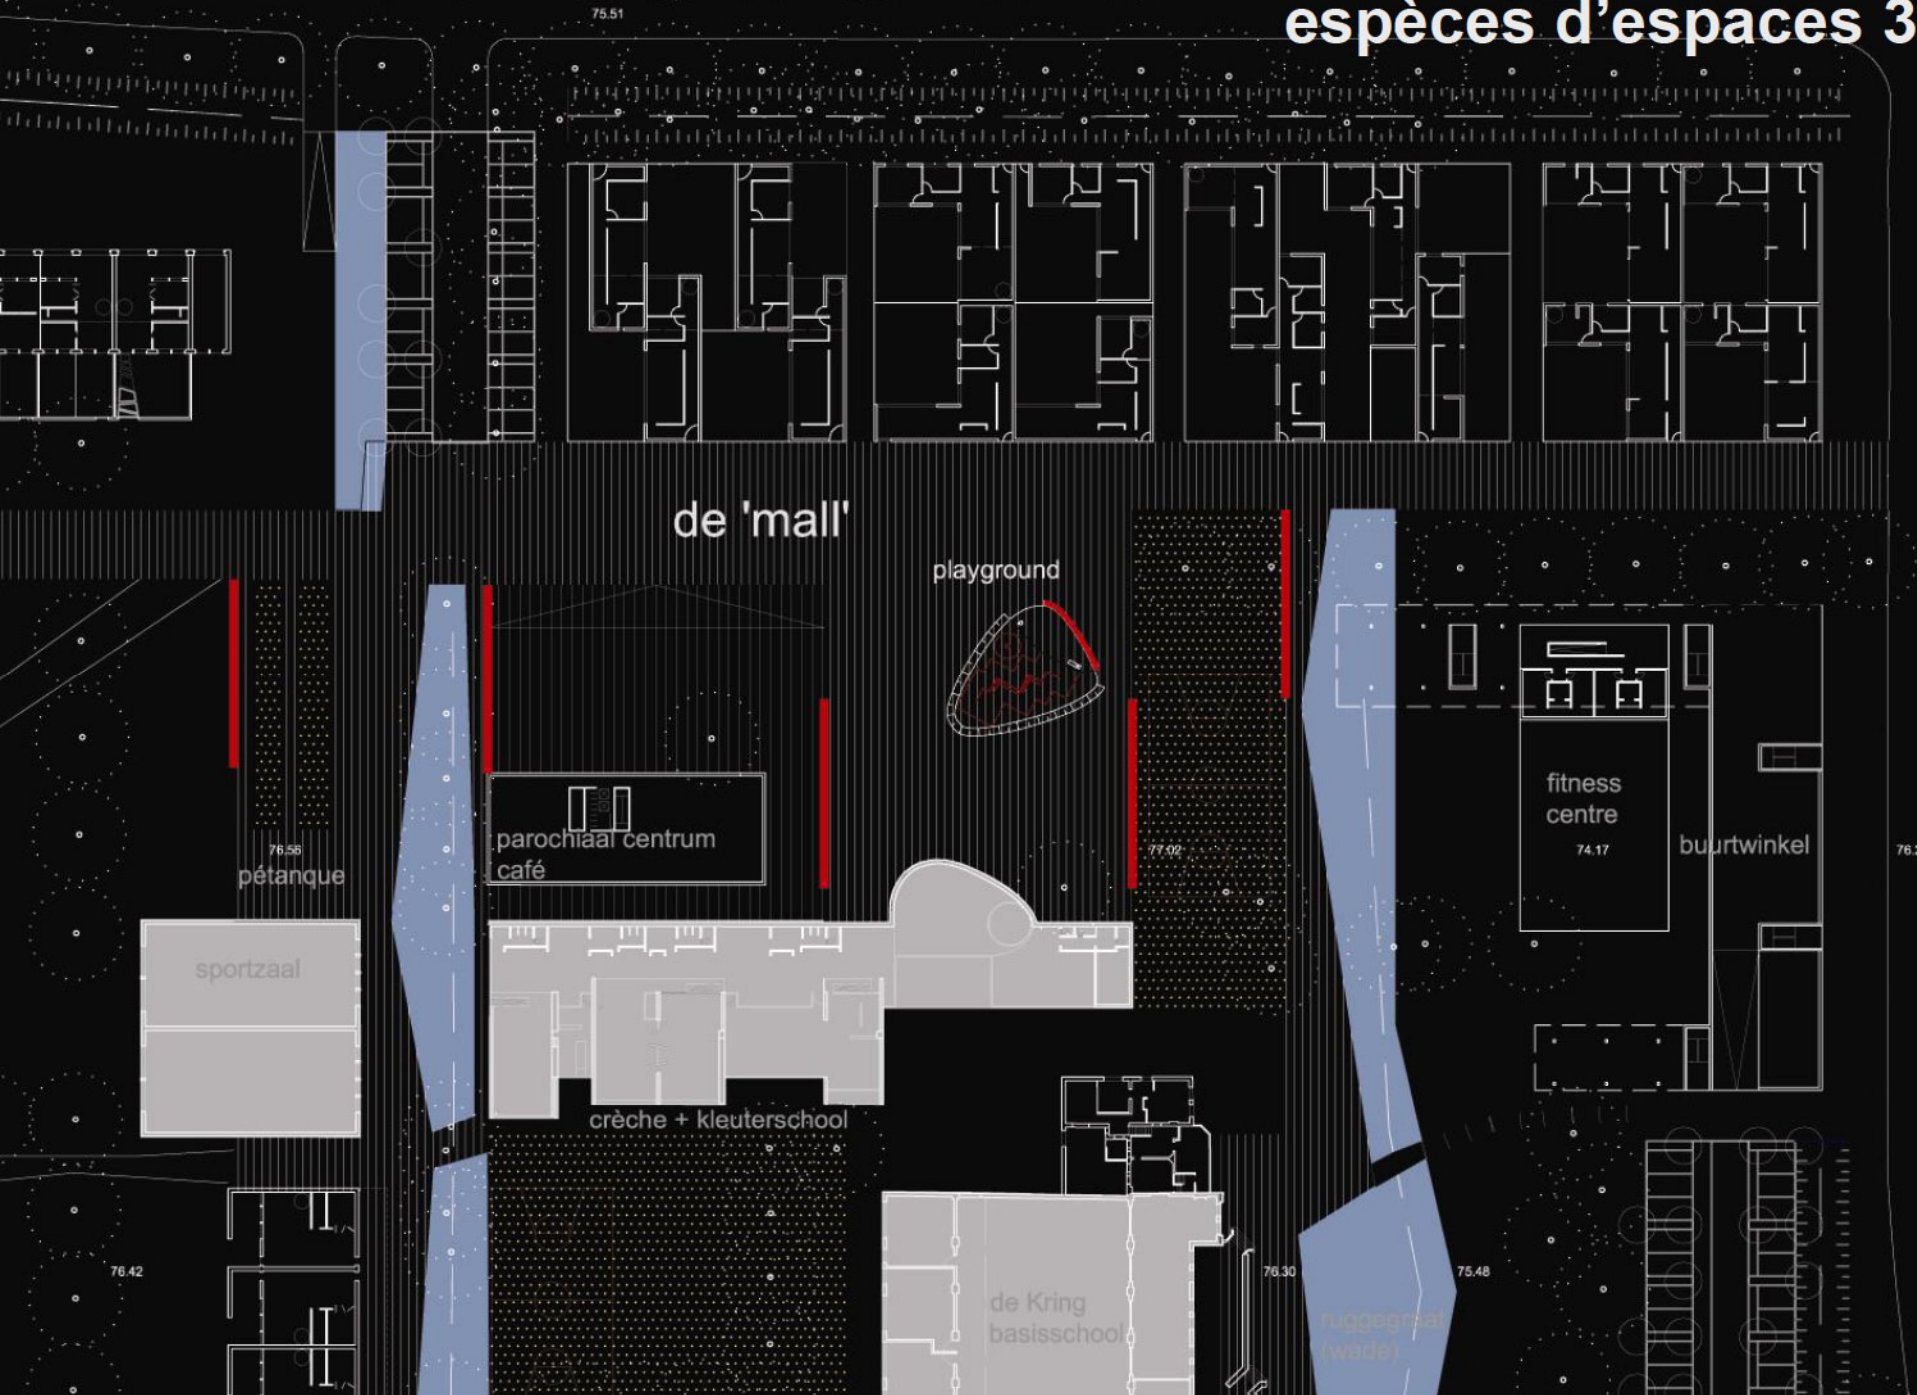 75.51
espèces d'espaces 3
de 'mall'
playground
fitness
centre
74.17
buurtwinkel
parochiaal centrum
café
76.56
pétanque
77.02
sportzaal
crèche + kleuterschool
76.42
76.30
75.48
de Kring
basisschool
ruggegraat
(wede)